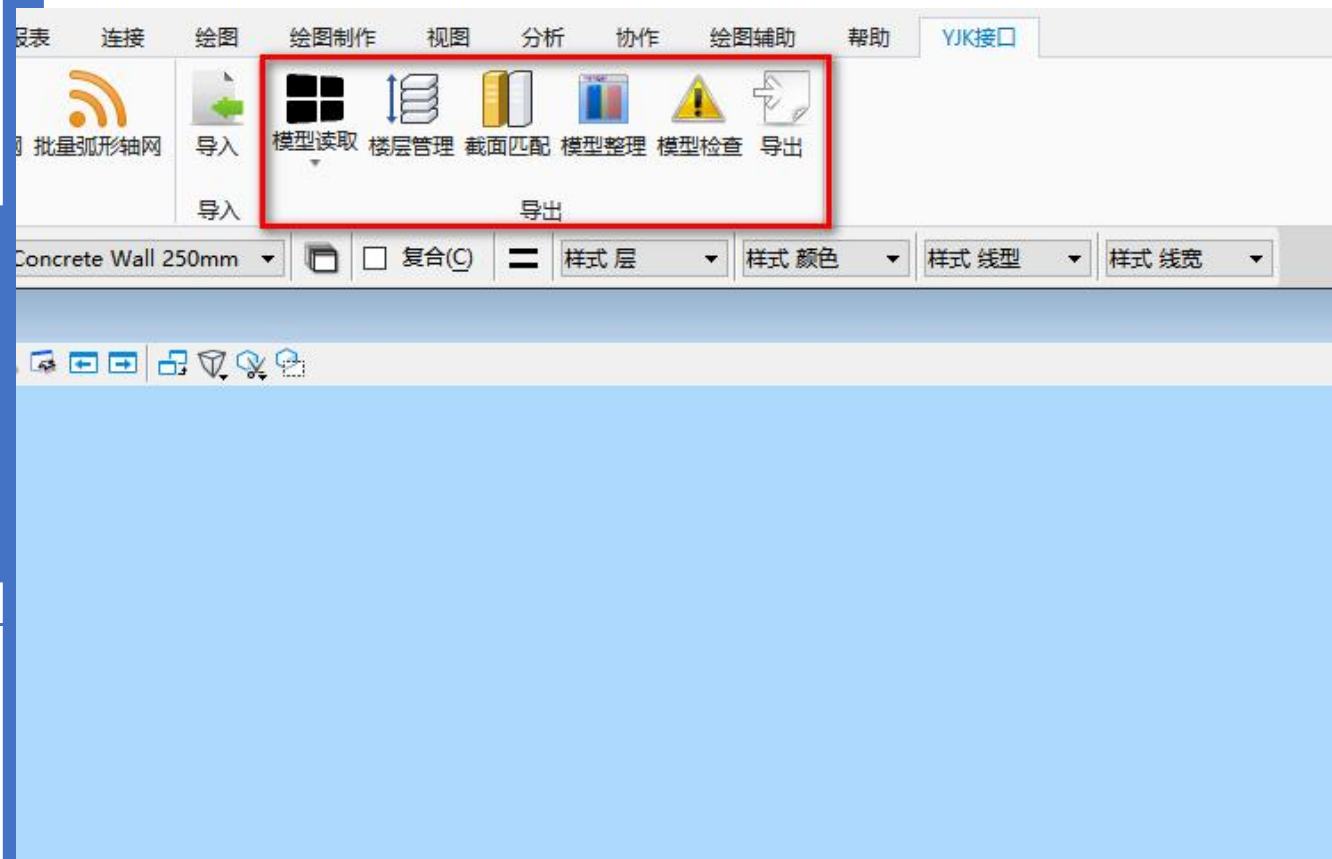 报表 连接 绘图 绘图制作 视图 分析 协作 绘图辅助 帮助 YJK接口
网 批量弧形轴网 导入 模型读取 楼层管理 截面匹配 模型整理 模型检查 导出
导入 导出
Concrete Wall 250mm 复合(C) 样式 层 样式 颜色 样式 线型 样式 线宽